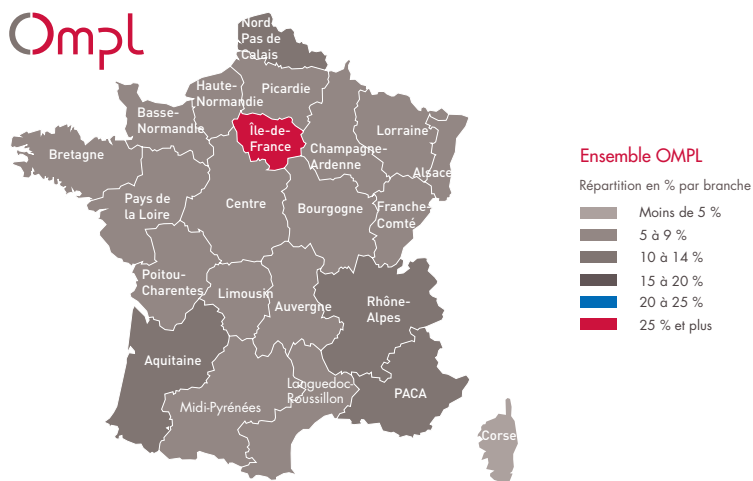 Ompl
Nord-
Pas de
Calais
Haute-
Normandie
Picardie
Basse-
Normandie
Île-de-
France
Lorraine
Champagne-
Ardenne
Bretagne
Alsace
Pays de
la Loire
Centre
Bourgogne
Franche-
Comté
Poitou-
Charentes
Limousin
Auvergne
Rhône-
Alpes
Aquitaine
Languedoc-
Roussillon
Midi-Pyrénées
PACA
Corse
Ensemble OMPL
Répartition en % par branche
Moins de 5 %
5 à 9 %
10 à 14 %
15 à 20 %
20 à 25 %
25 % et plus